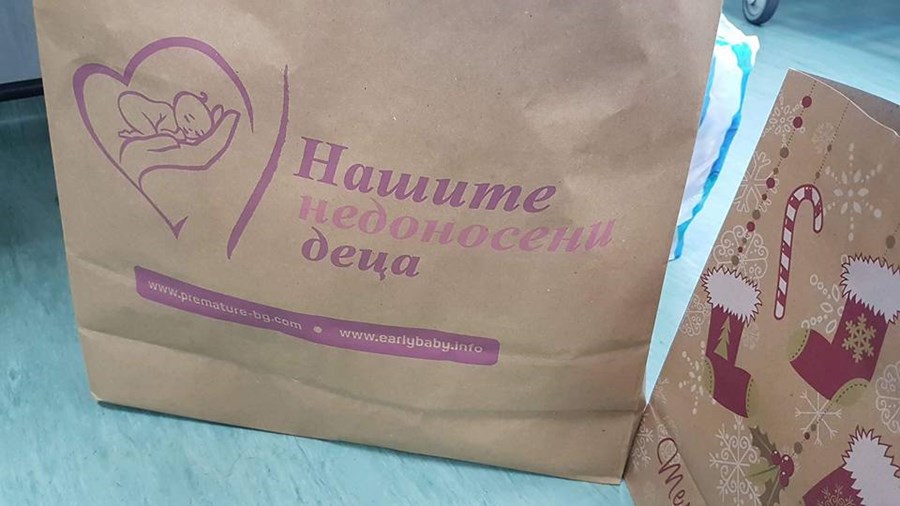 Нашите
недоносени
деца
www.premature-bg.com • www.earlybaby.info